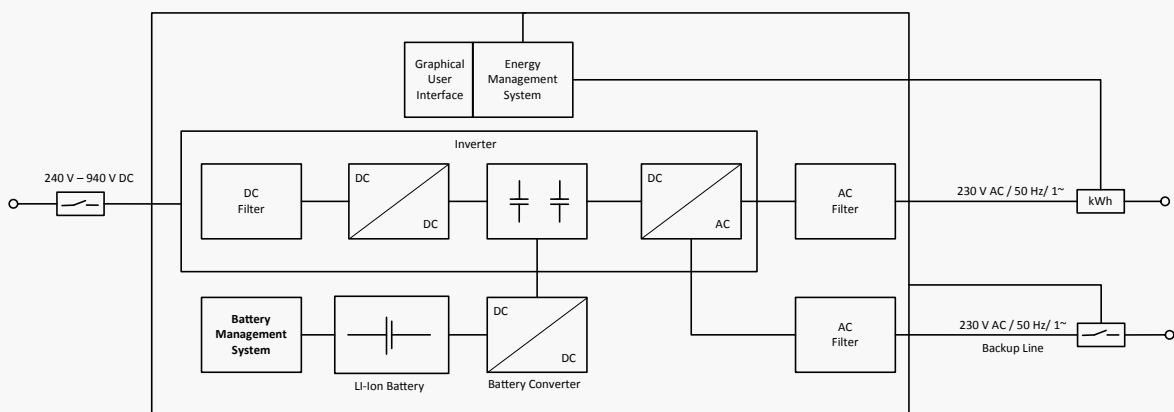 Graphical
User
Interface
Energy
Management
System
Inverter
240 V – 940 V DC
DC
Filter
DC
DC
DC
AC
AC
Filter
230 V AC / 50 Hz/ 1~
kWh
Battery
Management
System
LI-Ion Battery
DC
DC
Battery Converter
AC
Filter
230 V AC / 50 Hz/ 1~
Backup Line